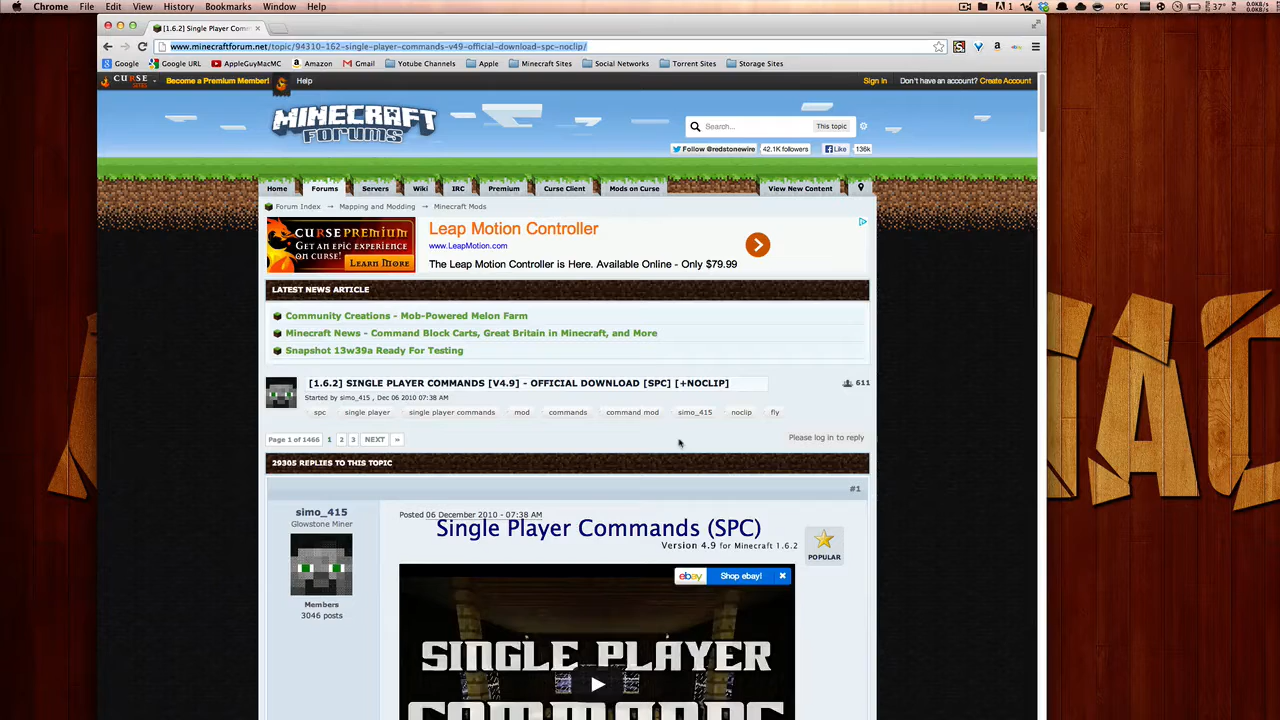 Chrome File Edit View History Bookmarks Window Help
1 0°C 37° 0.0KB/s 0.0KB/s
[1.6.2] Single Player Comm
www.minecraftforum.net/topic/94310-162-single-player-commands-v49-official-download-spc-noclip/
Google Google URL AppleGuyMacMC Amazon Gmail Youtube Channels Apple Minecraft Sites Social Networks Torrent Sites Storage Sites
CURSE SITES Become a Premium Member! Help Sign In Don't have an account? Create Account
MINECRAFT FORUMS
Search... This topic
Follow @redstonewire 42.1K followers Like 136k
Home Forums Servers Wiki IRC Premium Curse Client Mods on Curse View New Content
Forum Index → Mapping and Modding → Minecraft Mods
CURSE PREMIUM
GET AN EPIC EXPERIENCE
ON CURSE! LEARN MORE
Leap Motion Controller
www.LeapMotion.com
The Leap Motion Controller is Here. Available Online - Only $79.99
LATEST NEWS ARTICLE
Community Creations - Mob-Powered Melon Farm
Minecraft News - Command Block Carts, Great Britain in Minecraft, and More
Snapshot 13w39a Ready For Testing
[1.6.2] SINGLE PLAYER COMMANDS [V4.9] - OFFICIAL DOWNLOAD [SPC] [+NOCLIP] 611
Started by simo_415 , Dec 06 2010 07:38 AM
spc single player single player commands mod commands command mod simo_415 noclip fly
Page 1 of 1466 1 2 3 NEXT » Please log in to reply
29305 REPLIES TO THIS TOPIC
#1
simo_415
Glowstone Miner
Members
3046 posts
Posted 06 December 2010 - 07:38 AM
Single Player Commands (SPC)
Version 4.9 for Minecraft 1.6.2
POPULAR
ebay Shop ebay!
SINGLE PLAYER
COMMANDS